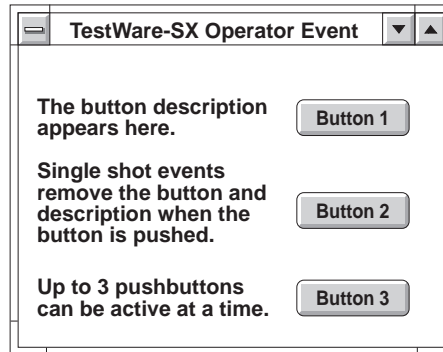 TestWare-SX Operator Event
The button description
appears here.
Button 1
Single shot events
remove the button and
description when the
button is pushed.
Button 2
Up to 3 pushbuttons
can be active at a time.
Button 3